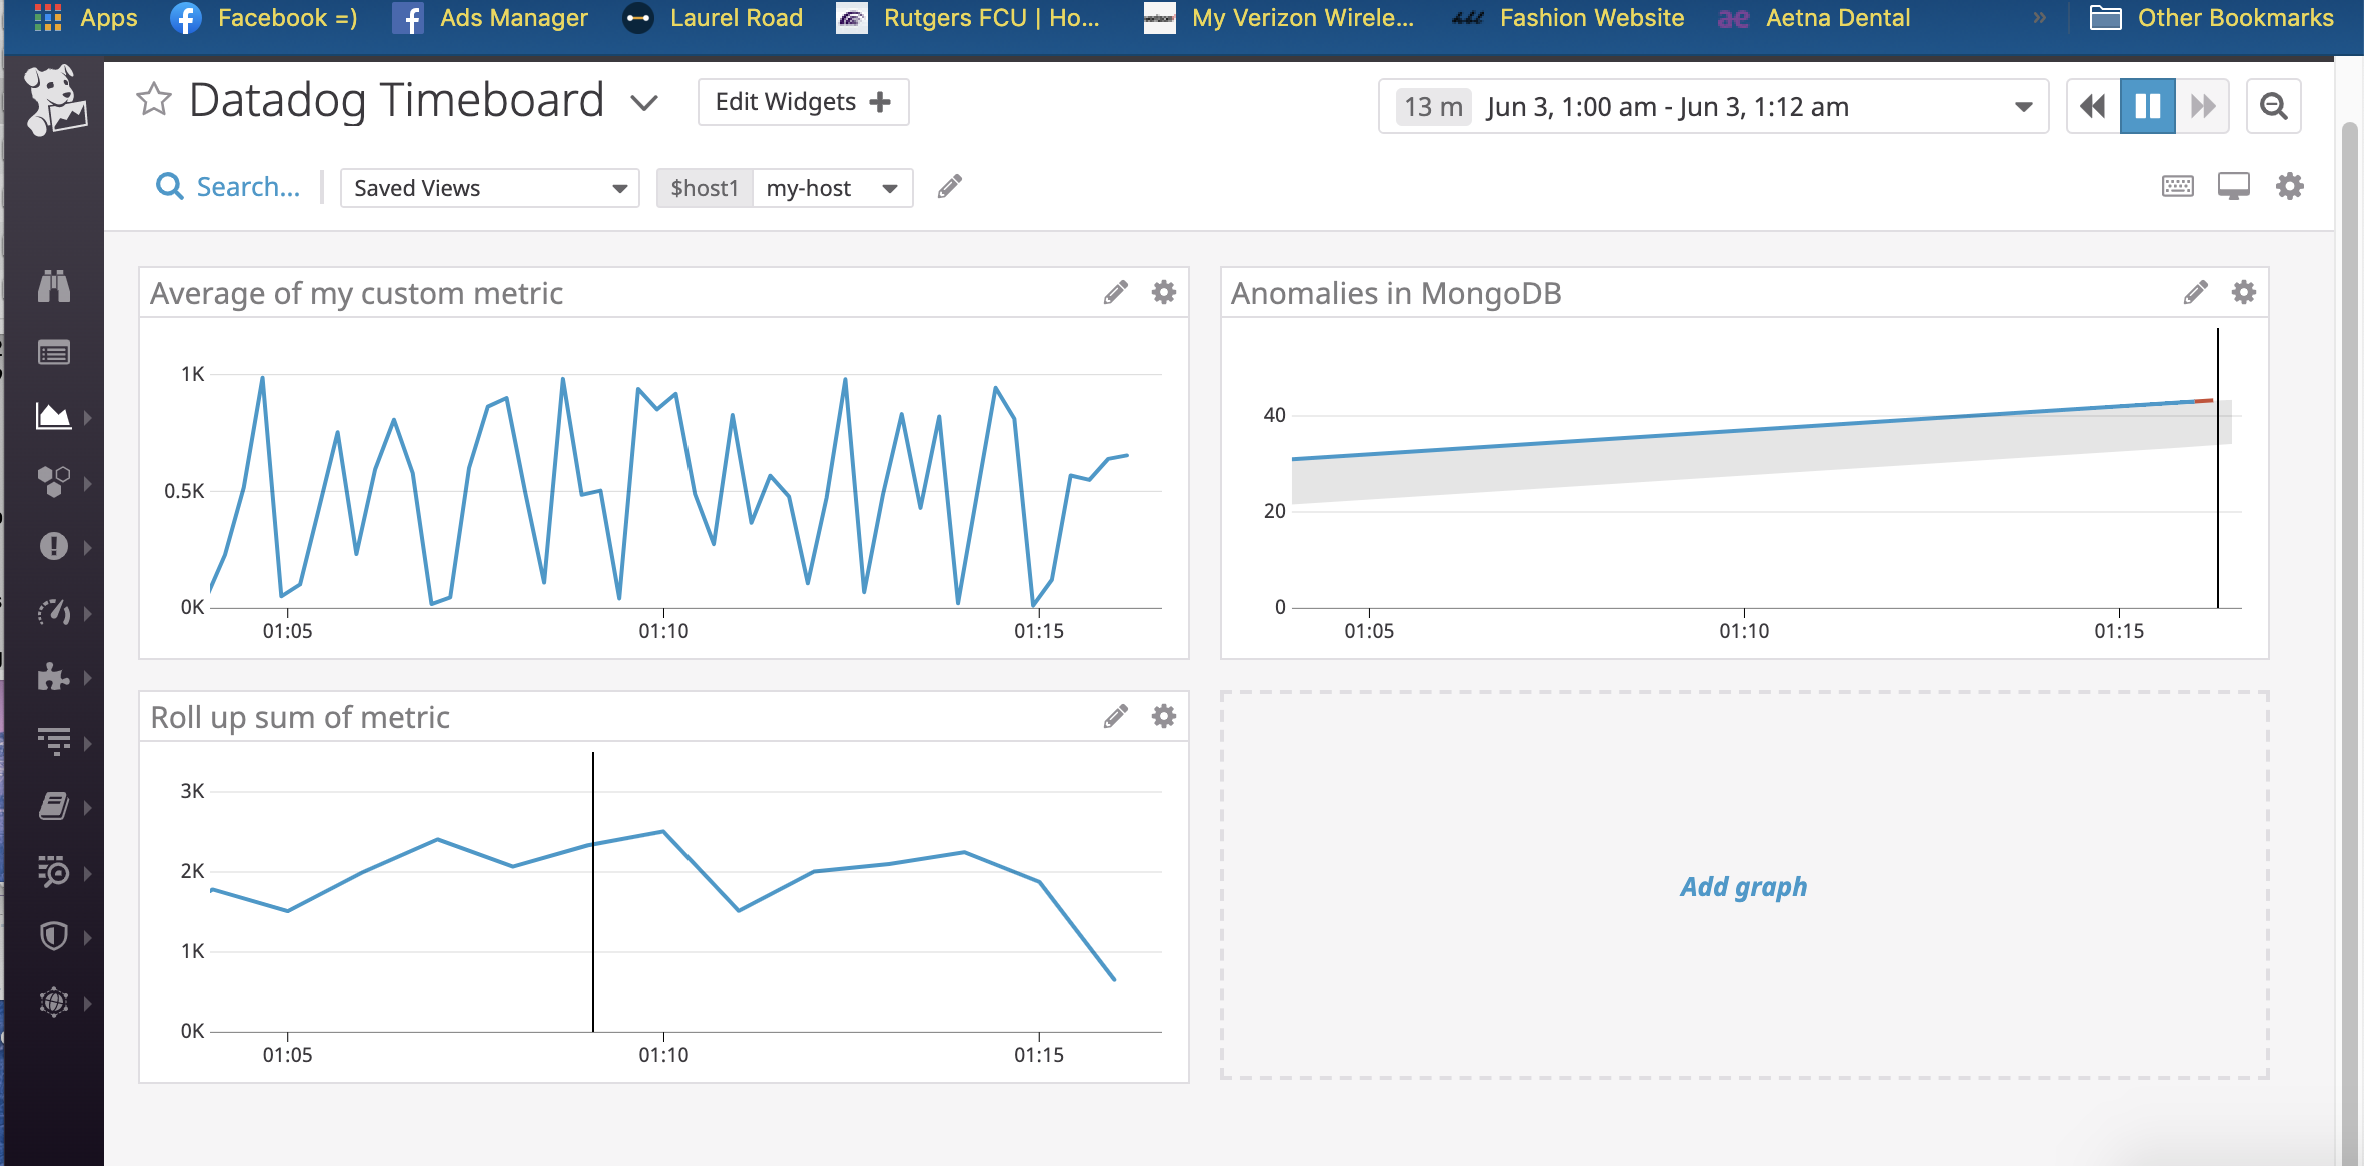 Apps Facebook =) Ads Manager Laurel Road Rutgers FCU | Ho... My Verizon Wirele... Fashion Website ae Aetna Dental » Other Bookmarks
Datadog Timeboard Edit Widgets + 13 m Jun 3, 1:00 am - Jun 3, 1:12 am
Search... Saved Views $host1 my-host
Average of my custom metric
1K
0.5K
0K
01:05 01:10 01:15
Anomalies in MongoDB
40
20
0
01:05 01:10 01:15
Roll up sum of metric
3K
2K
1K
0K
01:05 01:10 01:15
Add graph